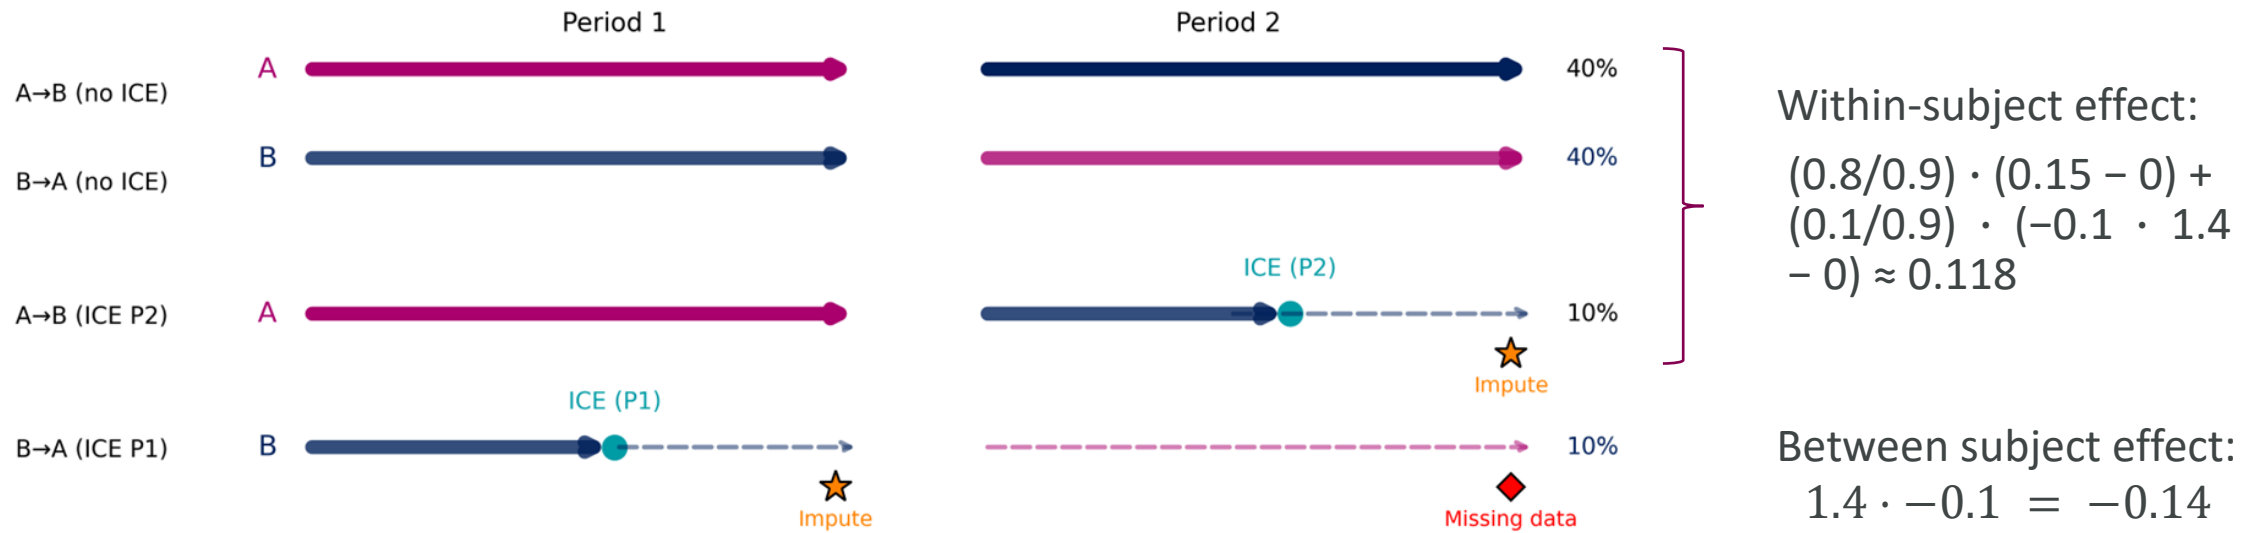 Period 1
Period 2
A→B (no ICE)
A
40%
B→A (no ICE)
B
40%
ICE (P2)
A→B (ICE P2)
A
10%
Impute
ICE (P1)
B→A (ICE P1)
B
10%
Impute
Missing data
Within-subject effect:
(0.8/0.9) · (0.15 − 0) +
(0.1/0.9) · (−0.1 · 1.4
− 0) ≈ 0.118
Between subject effect:
1.4 · −0.1 = −0.14